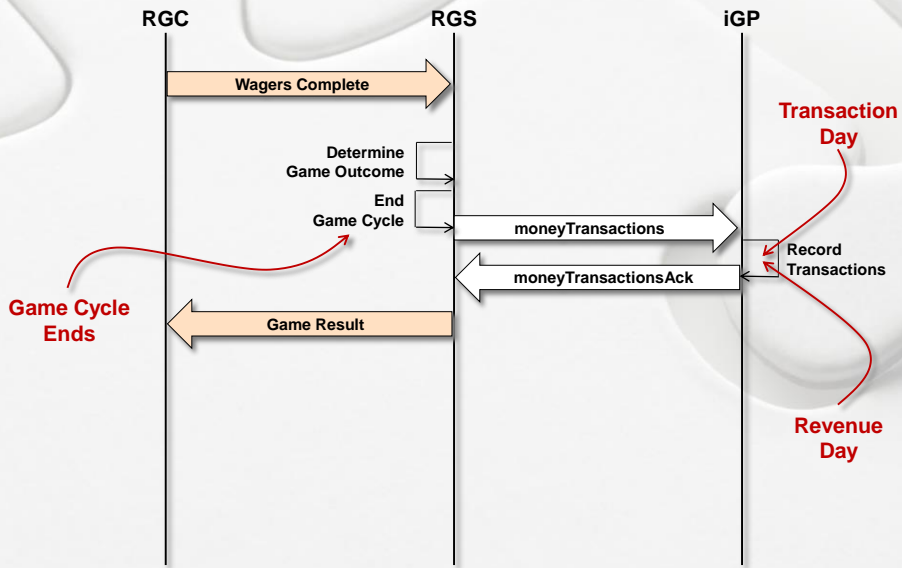 RGC
RGS
iGP
Wagers Complete
Transaction
Day
Determine
Game Outcome
End
Game Cycle
moneyTransactions
Record
Transactions
moneyTransactionsAck
Game Cycle
Ends
Game Result
Revenue
Day